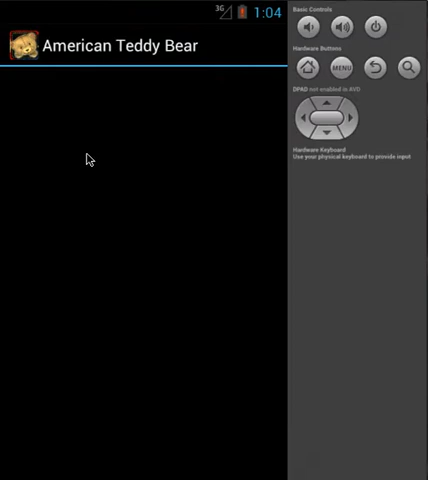 3G 1:04
American Teddy Bear
Basic Controls
Hardware Buttons
MENU
DPAD not enabled in AVD
Hardware Keyboard
Use your physical keyboard to provide input